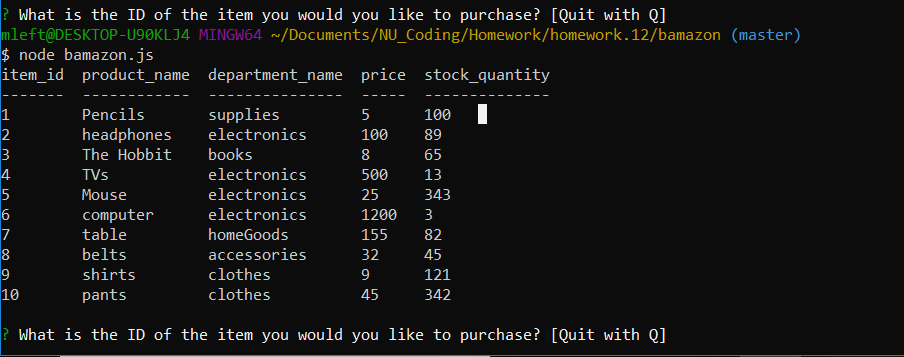 ? What is the ID of the item you would you like to purchase? [Quit with Q]
mleft@DESKTOP-U90KLJ4 MINGW64 ~/Documents/NU_Coding/Homework/homework.12/bamazon (master)
$ node bamazon.js
item_id  product_name  department_name  price  stock_quantity
-------  ------------  ---------------  -----  --------------
1        Pencils       supplies         5      100
2        headphones    electronics      100    89
3        The Hobbit    books            8      65
4        TVs           electronics      500    13
5        Mouse         electronics      25     343
6        computer      electronics      1200   3
7        table         homeGoods        155    82
8        belts         accessories      32     45
9        shirts        clothes          9      121
10       pants         clothes          45     342
? What is the ID of the item you would you like to purchase? [Quit with Q]